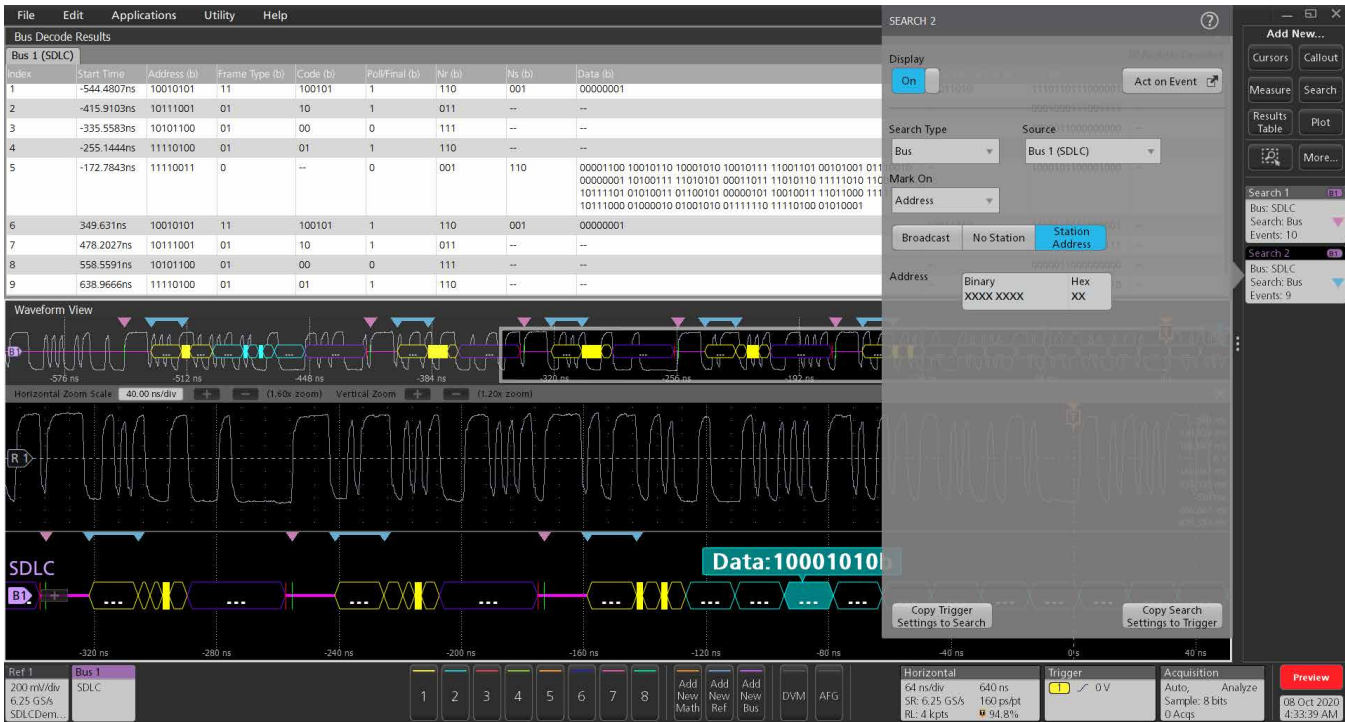 File Edit Applications Utility Help
Bus Decode Results
Bus 1 (SDLC)
Index Start Time Address (b) Frame Type (b) Code (b) Poll/Final (b) Nr (b) Ns (b) Data (b)
1 -544.4807ns 10010101 11 100101 1 110 001 00000001
2 -415.9103ns 10111001 01 10 1 011 -- --
3 -335.5583ns 10101100 01 00 0 111 -- --
4 -255.1444ns 11110100 01 01 1 110 -- --
5 -172.7843ns 11110011 0 -- 0 001 110 00001100 10010110 10001010 10010111 11001101 00101001
00000001 10100111 11010101 00011011 11010110 11111010
10111101 01010011 01100101 00000101 10010011 11011000
10111000 01000010 01001010 01111110 11110100 01010001
6 349.631ns 10010101 11 100101 1 110 001 00000001
7 478.2027ns 10111001 01 10 1 011 -- --
8 558.5591ns 10101100 01 00 0 111 -- --
9 638.9666ns 11110100 01 01 1 110 -- --
SEARCH 2
?
Display
On
Act on Event
Search Type Source
Bus Bus 1 (SDLC)
Mark On
Address
Broadcast No Station Station Address
Address Binary Hex
XXXX XXXX XX
Copy Trigger Settings to Search
Copy Search Settings to Trigger
Add New...
Cursors Callout
Measure Search
Results Table Plot
More...
Search 1 B1
Bus: SDLC
Search: Bus
Events: 10
Search 2 B1
Bus: SDLC
Search: Bus
Events: 9
Waveform View
B1
-576 ns -512 ns -448 ns -384 ns -320 ns -256 ns -192 ns
Horizontal Zoom Scale 40.00 ns/div + - (1.60x zoom) Vertical Zoom + - (1.20x zoom)
R 1
Data:10001010b
SDLC
B1 +
-320 ns -280 ns -240 ns -200 ns -160 ns -120 ns -80 ns -40 ns 0 s 40 ns
Ref 1
200 mV/div
6.25 GS/s
SDLCDem...
Bus 1
SDLC
1 2 3 4 5 6 7 8
Add New Math
Add New Ref
Add New Bus
DVM AFG
Horizontal
64 ns/div 640 ns
SR: 6.25 GS/s 160 ps/pt
RL: 4 kpts 94.8%
Trigger
1 0 V
Acquisition
Auto, Analyze
Sample: 8 bits
0 Acqs
Preview
08 Oct 2020
4:33:39 AM